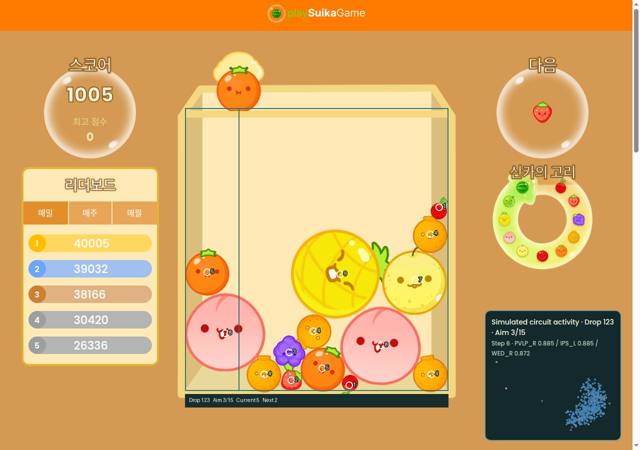 playSuikaGame
스코어
1005
최고 점수
0
리더보드
매일
매주
매월
1 40005
2 39032
3 38166
4 30420
5 26336
다음
신카의 고리
Simulated circuit activity · Drop 123
· Aim 3/15
Step 6 · PVLP_R 0.885 / IPS_L 0.885 /
WED_R 0.872
Drop 123 Aim 3/15 Current 5 Next 2